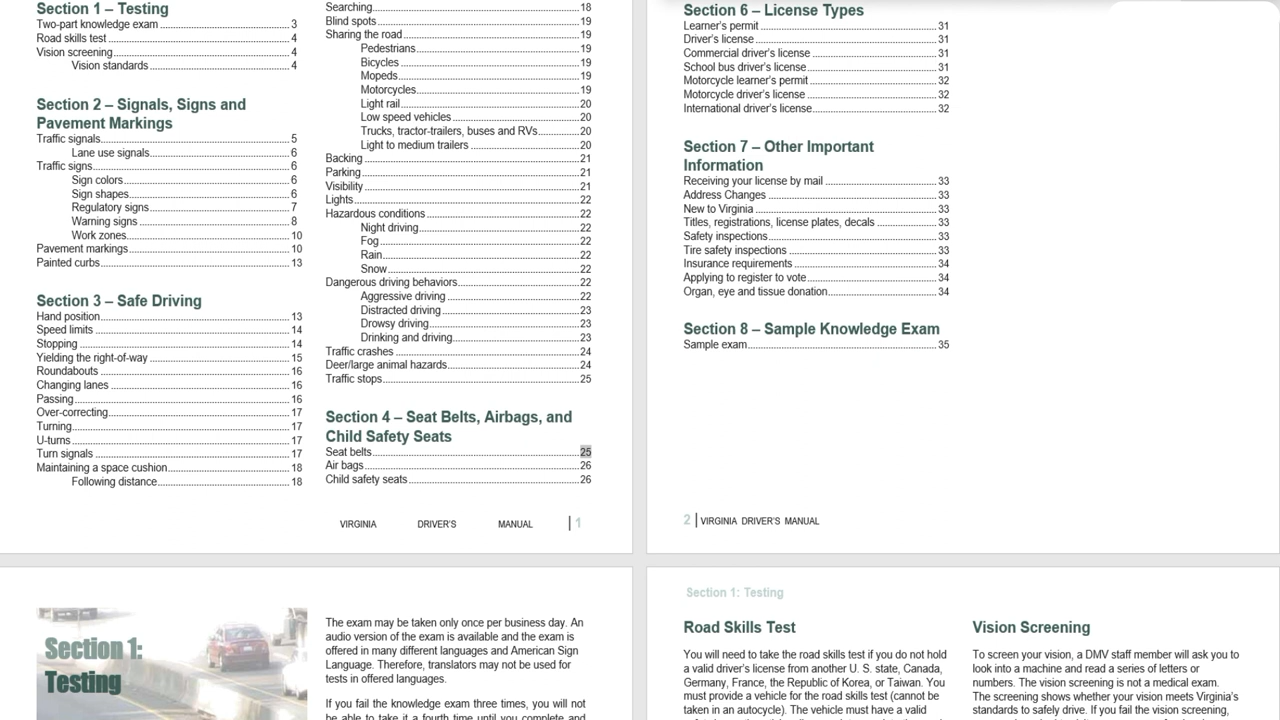 Section 1 – Testing
Two-part knowledge exam 3
Road skills test 4
Vision screening 4
Vision standards 4
Section 2 – Signals, Signs and
Pavement Markings
Traffic signals 5
Lane use signals 6
Traffic signs 6
Sign colors 6
Sign shapes 6
Regulatory signs 7
Warning signs 8
Work zones 10
Pavement markings 10
Painted curbs 13
Section 3 – Safe Driving
Hand position 13
Speed limits 14
Stopping 14
Yielding the right-of-way 15
Roundabouts 16
Changing lanes 16
Passing 16
Over-correcting 17
Turning 17
U-turns 17
Turn signals 17
Maintaining a space cushion 18
Following distance 18
Searching 18
Blind spots 19
Sharing the road 19
Pedestrians 19
Bicycles 19
Mopeds 19
Motorcycles 19
Light rail 20
Low speed vehicles 20
Trucks, tractor-trailers, buses and RVs 20
Light to medium trailers 20
Backing 21
Parking 21
Visibility 21
Lights 22
Hazardous conditions 22
Night driving 22
Fog 22
Rain 22
Snow 22
Dangerous driving behaviors 22
Aggressive driving 22
Distracted driving 23
Drowsy driving 23
Drinking and driving 23
Traffic crashes 24
Deer/large animal hazards 24
Traffic stops 25
Section 4 – Seat Belts, Airbags, and
Child Safety Seats
Seat belts 25
Air bags 26
Child safety seats 26
VIRGINIA DRIVER'S MANUAL | 1
Section 6 – License Types
Learner's permit 31
Driver's license 31
Commercial driver's license 31
School bus driver's license 31
Motorcycle learner's permit 32
Motorcycle driver's license 32
International driver's license 32
Section 7 – Other Important
Information
Receiving your license by mail 33
Address Changes 33
New to Virginia 33
Titles, registrations, license plates, decals 33
Safety inspections 33
Tire safety inspections 33
Insurance requirements 34
Applying to register to vote 34
Organ, eye and tissue donation 34
Section 8 – Sample Knowledge Exam
Sample exam 35
2 | VIRGINIA DRIVER'S MANUAL
Section 1:
Testing
The exam may be taken only once per business day. An
audio version of the exam is available and the exam is
offered in many different languages and American Sign
Language. Therefore, translators may not be used for
tests in offered languages.
If you fail the knowledge exam three times, you will not
be able to take it a fourth time until you complete and
Section 1: Testing
Road Skills Test
You will need to take the road skills test if you do not hold
a valid driver's license from another U. S. state, Canada,
Germany, France, the Republic of Korea, or Taiwan. You
must provide a vehicle for the road skills test (cannot be
taken in an autocycle). The vehicle must have a valid
Vision Screening
To screen your vision, a DMV staff member will ask you to
look into a machine and read a series of letters or
numbers. The vision screening is not a medical exam.
The screening shows whether your vision meets Virginia's
standards to safely drive. If you fail the vision screening,